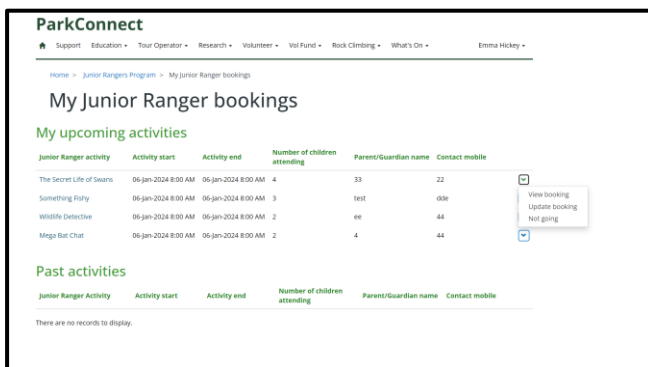 ParkConnect
Support Education Tour Operator Research Volunteer Vol Fund Rock Climbing What's On Emma Hickey
Home > Junior Rangers Program > My Junior Ranger bookings
My Junior Ranger bookings
My upcoming activities
Junior Ranger activity Activity start Activity end Number of children attending Parent/Guardian name Contact mobile
The Secret Life of Swans 06-Jan-2024 8:00 AM 06-Jan-2024 8:00 AM 4 33 22
View booking
Something Fishy 06-Jan-2024 8:00 AM 06-Jan-2024 8:00 AM 3 test dde
Update booking
Wildlife Detective 06-Jan-2024 8:00 AM 06-Jan-2024 8:00 AM 2 ee 44
Not going
Mega Bat Chat 06-Jan-2024 8:00 AM 06-Jan-2024 8:00 AM 2 4 44
Past activities
Junior Ranger Activity Activity start Activity end Number of children attending Parent/Guardian name Contact mobile
There are no records to display.